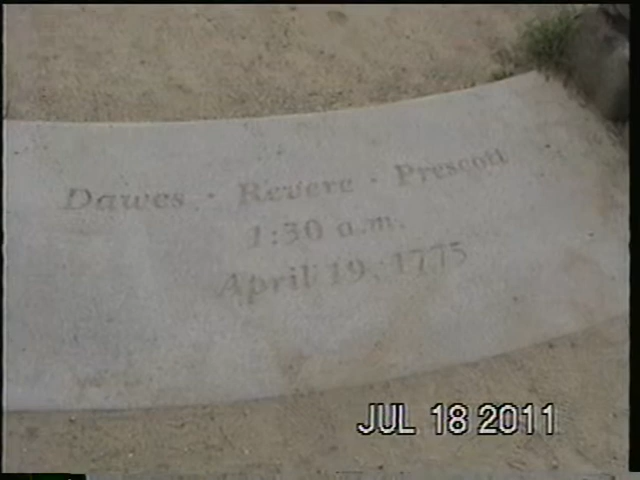 Dawes · Revere · Prescott
1:30 a.m.
April 19, 1775
JUL 18 2011